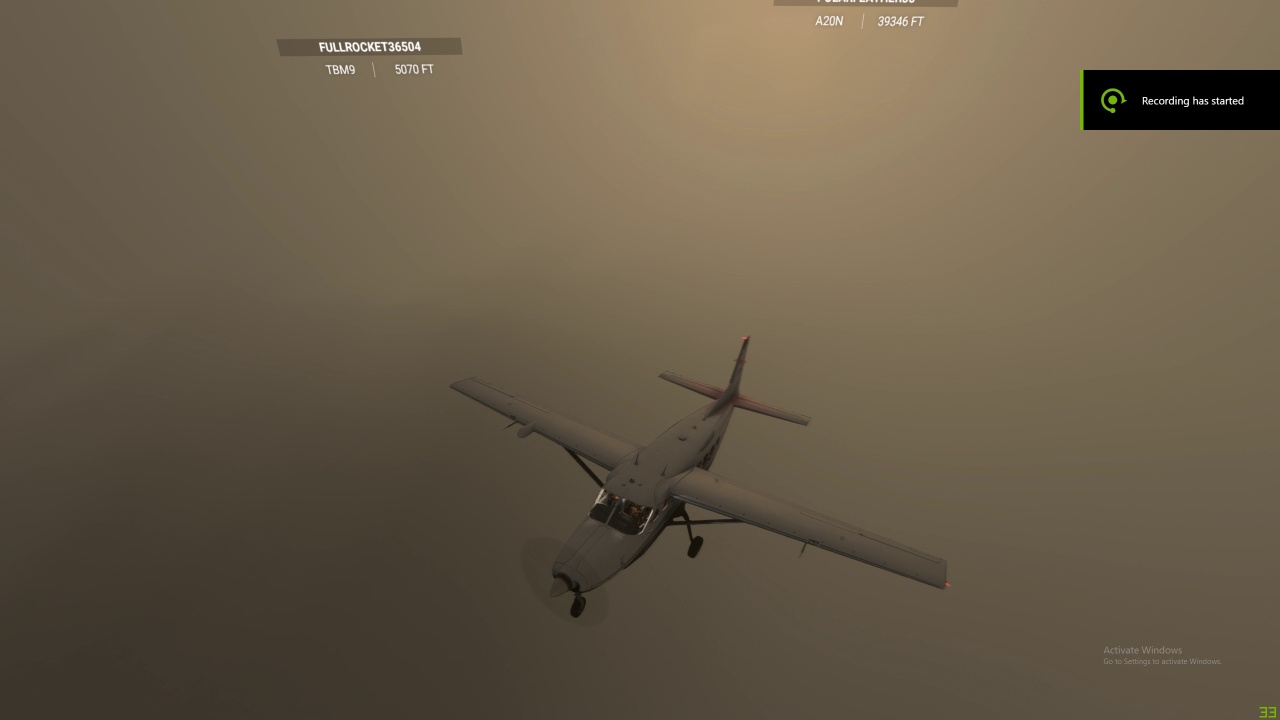 FULLROCKET36504
TBM9 | 5070 FT
A20N | 39346 FT
Recording has started
Activate Windows
Go to Settings to activate Windows.
33